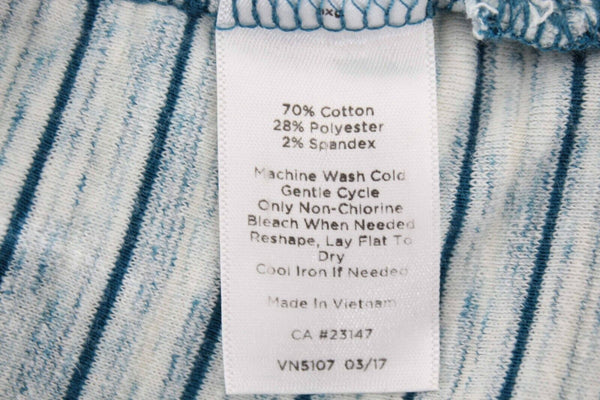 70% Cotton
28% Polyester
2% Spandex
Machine Wash Cold
Gentle Cycle
Only Non-Chlorine
Bleach When Needed
Reshape, Lay Flat To
Dry
Cool Iron If Needed
Made In Vietnam
CA #23147
VN5107 03/17